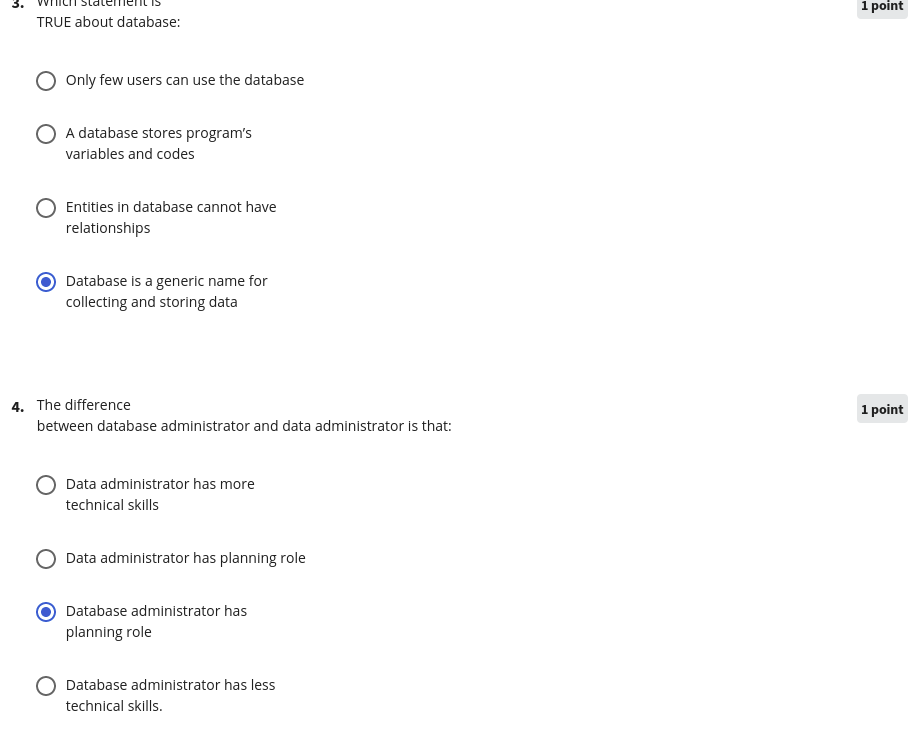 3. Which statement is
1 point
TRUE about database:
Only few users can use the database
A database stores program's
variables and codes
Entities in database cannot have
relationships
Database is a generic name for
collecting and storing data
4. The difference
1 point
between database administrator and data administrator is that:
Data administrator has more
technical skills
Data administrator has planning role
Database administrator has
planning role
Database administrator has less
technical skills.